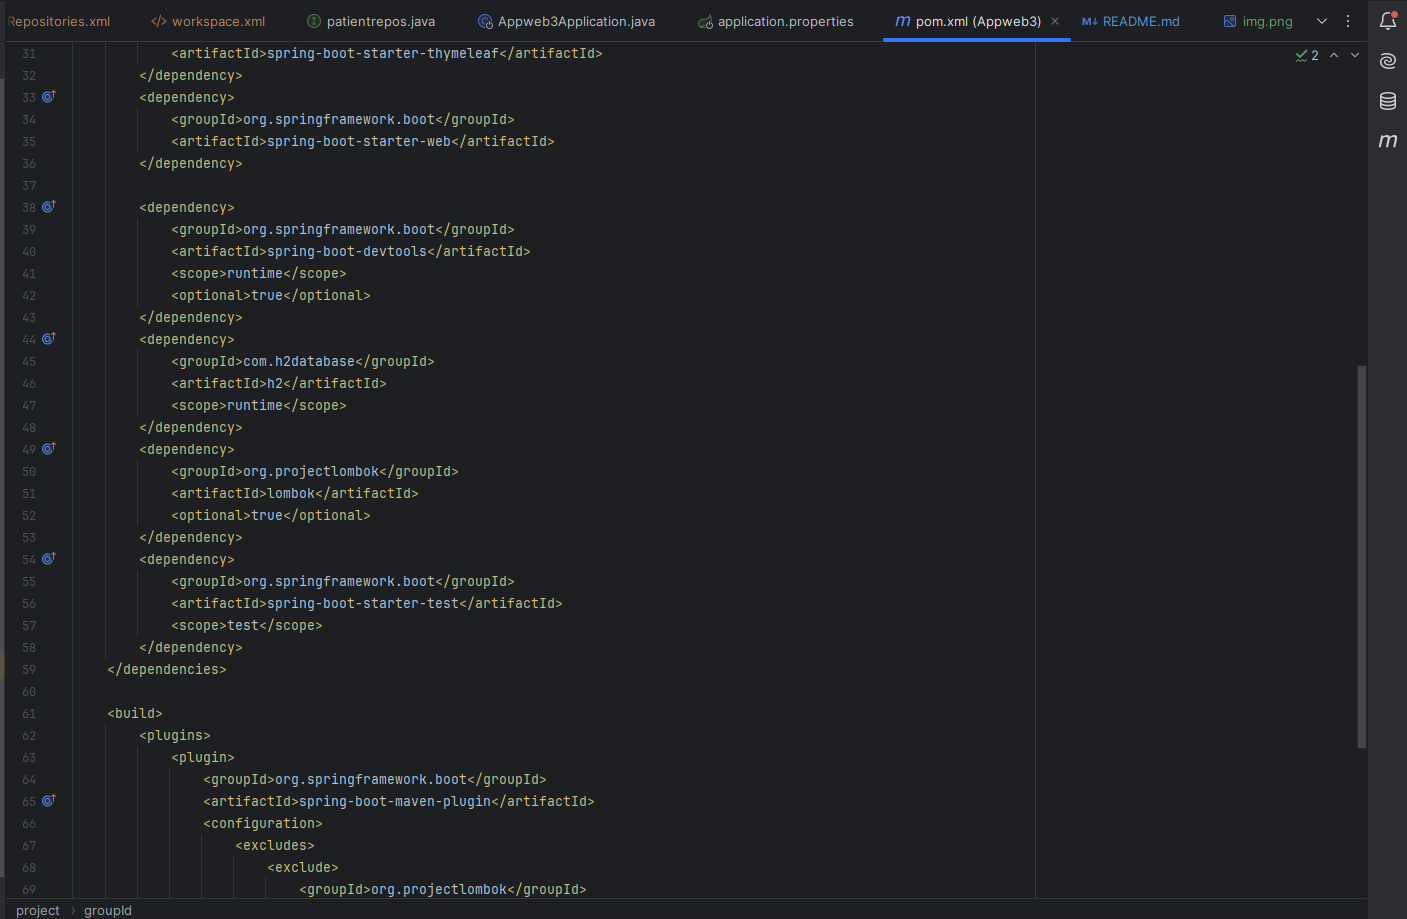 Repositories.xml
</> workspace.xml
patientrepos.java
Appweb3Application.java
application.properties
m pom.xml (Appweb3)
M↓ README.md
img.png
2
31 <artifactId>spring-boot-starter-thymeleaf</artifactId>
32 </dependency>
33 <dependency>
34 <groupId>org.springframework.boot</groupId>
35 <artifactId>spring-boot-starter-web</artifactId>
36 </dependency>
37
38 <dependency>
39 <groupId>org.springframework.boot</groupId>
40 <artifactId>spring-boot-devtools</artifactId>
41 <scope>runtime</scope>
42 <optional>true</optional>
43 </dependency>
44 <dependency>
45 <groupId>com.h2database</groupId>
46 <artifactId>h2</artifactId>
47 <scope>runtime</scope>
48 </dependency>
49 <dependency>
50 <groupId>org.projectlombok</groupId>
51 <artifactId>lombok</artifactId>
52 <optional>true</optional>
53 </dependency>
54 <dependency>
55 <groupId>org.springframework.boot</groupId>
56 <artifactId>spring-boot-starter-test</artifactId>
57 <scope>test</scope>
58 </dependency>
59 </dependencies>
60
61 <build>
62 <plugins>
63 <plugin>
64 <groupId>org.springframework.boot</groupId>
65 <artifactId>spring-boot-maven-plugin</artifactId>
66 <configuration>
67 <excludes>
68 <exclude>
69 <groupId>org.projectlombok</groupId>
project › groupId
m